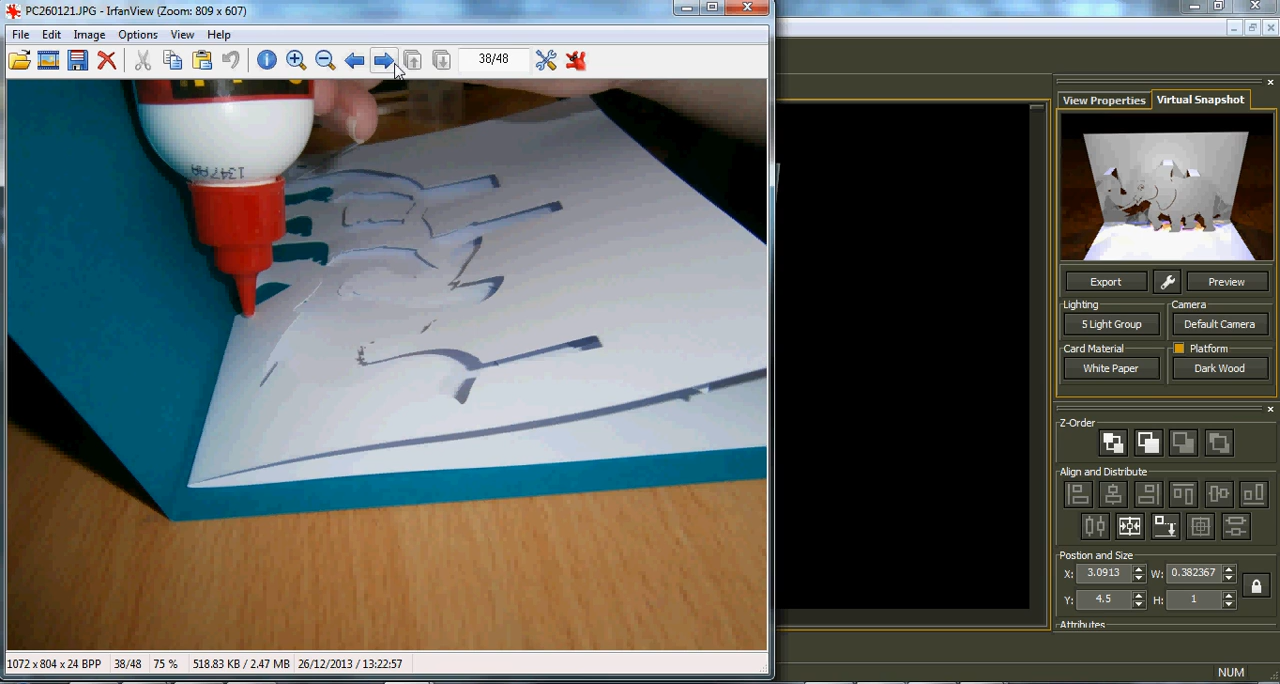 PC260121.JPG - IrfanView (Zoom: 809 x 607)
File Edit Image Options View Help
38/48
1347AA
View Properties Virtual Snapshot
Export Preview
Lighting Camera
5 Light Group Default Camera
Card Material Platform
White Paper Dark Wood
Z-Order
Align and Distribute
Postion and Size
X: 3.0913 W: 0.382367
Y: 4.5 H: 1
Attributes
1072 x 804 x 24 BPP 38/48 75 % 518.83 KB / 2.47 MB 26/12/2013 / 13:22:57
NUM